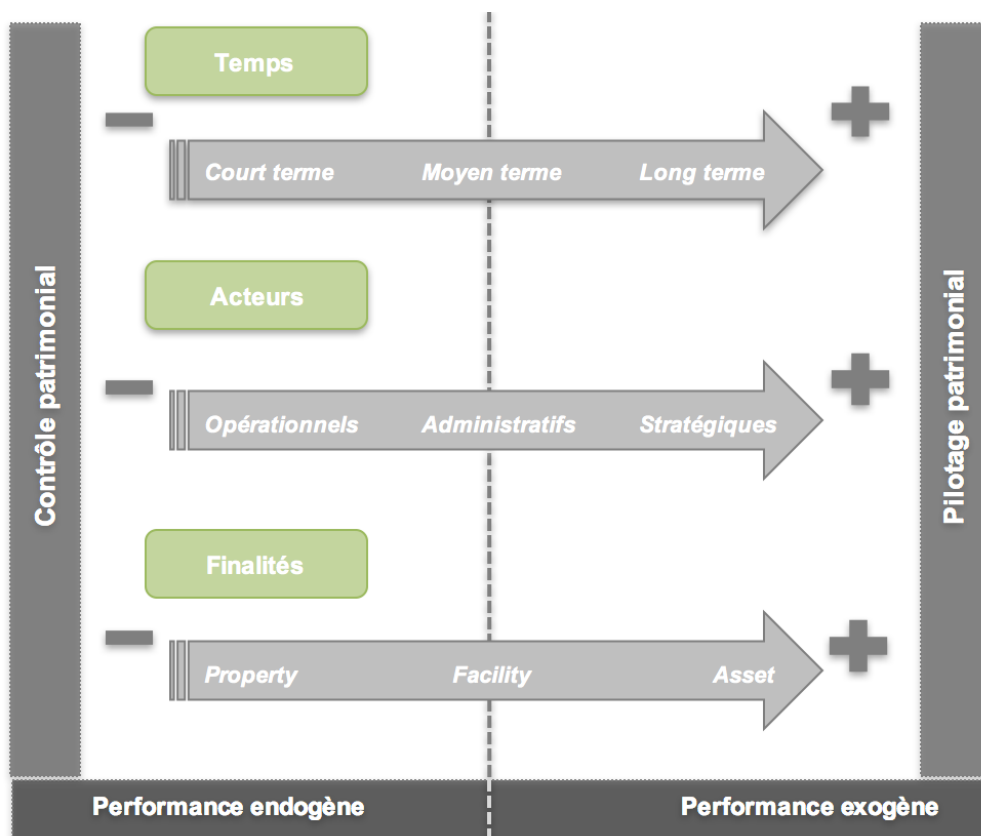 Temps
Court terme Moyen terme Long terme
Acteurs
Opérationnels Administratifs Stratégiques
Finalités
Property Facility Asset
Contrôle patrimonial
Pilotage patrimonial
Performance endogène Performance exogène